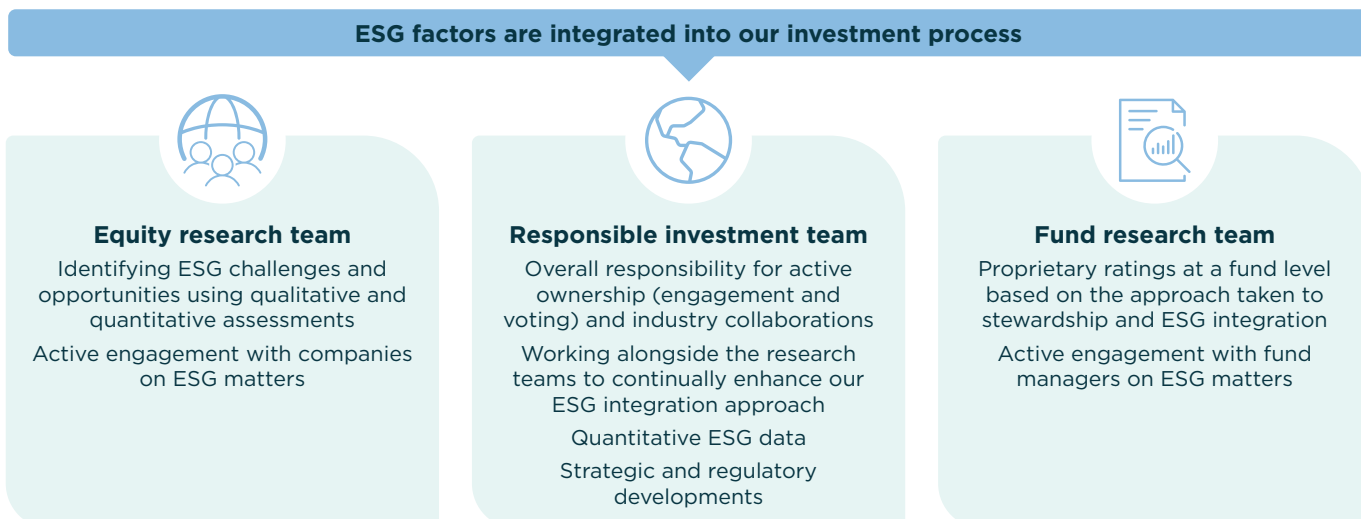 ESG factors are integrated into our investment process
Equity research team
Identifying ESG challenges and
opportunities using qualitative and
quantitative assessments
Active engagement with companies
on ESG matters
Responsible investment team
Overall responsibility for active
ownership (engagement and
voting) and industry collaborations
Working alongside the research
teams to continually enhance our
ESG integration approach
Quantitative ESG data
Strategic and regulatory
developments
Fund research team
Proprietary ratings at a fund level
based on the approach taken to
stewardship and ESG integration
Active engagement with fund
managers on ESG matters